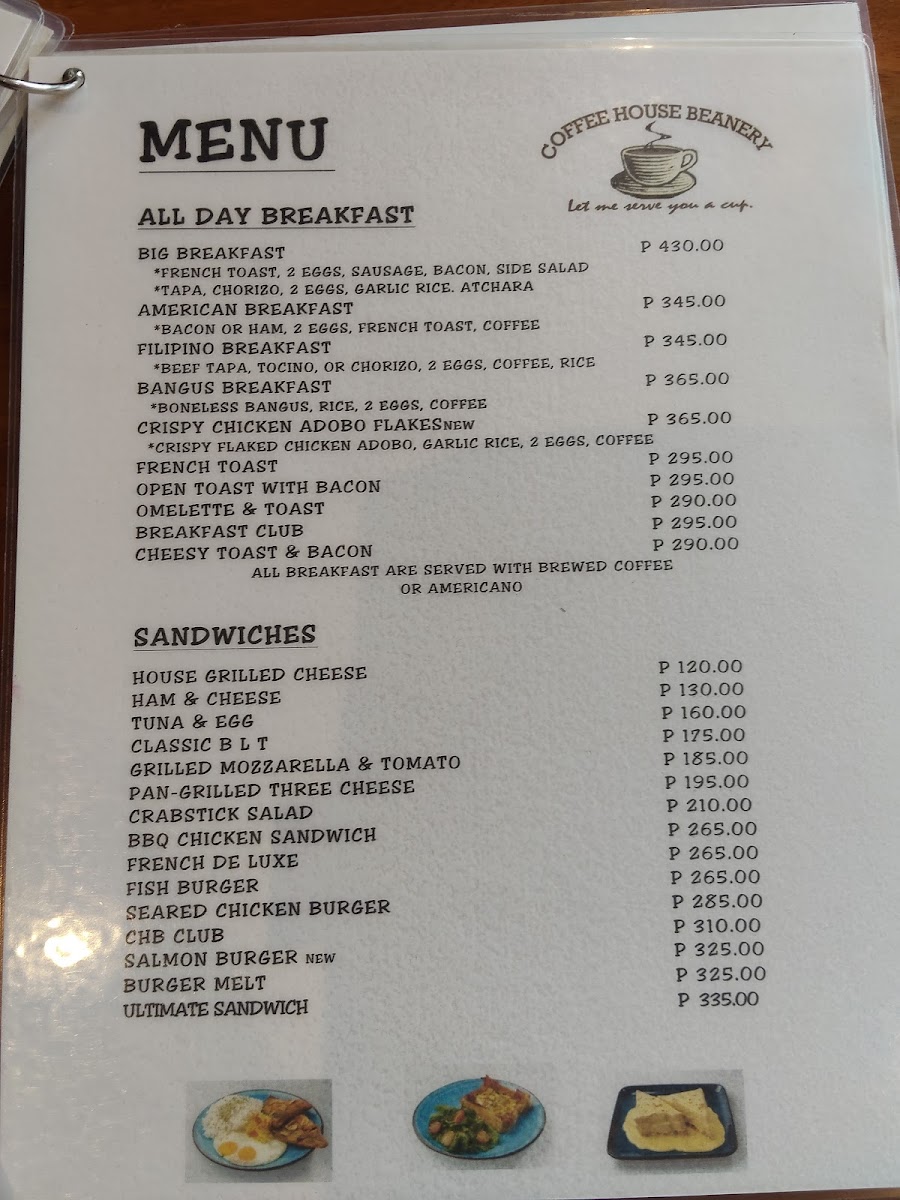 MENU
COFFEE HOUSE BEANERY
Let me serve you a cup.
ALL DAY BREAKFAST
BIG BREAKFAST P 430.00
*FRENCH TOAST, 2 EGGS, SAUSAGE, BACON, SIDE SALAD
*TAPA, CHORIZO, 2 EGGS, GARLIC RICE. ATCHARA
AMERICAN BREAKFAST P 345.00
*BACON OR HAM, 2 EGGS, FRENCH TOAST, COFFEE
FILIPINO BREAKFAST P 345.00
*BEEF TAPA, TOCINO, OR CHORIZO, 2 EGGS, COFFEE, RICE
BANGUS BREAKFAST P 365.00
*BONELESS BANGUS, RICE, 2 EGGS, COFFEE
CRISPY CHICKEN ADOBO FLAKES NEW P 365.00
*CRISPY FLAKED CHICKEN ADOBO, GARLIC RICE, 2 EGGS, COFFEE
FRENCH TOAST P 295.00
OPEN TOAST WITH BACON P 295.00
OMELETTE & TOAST P 290.00
BREAKFAST CLUB P 295.00
CHEESY TOAST & BACON P 290.00
ALL BREAKFAST ARE SERVED WITH BREWED COFFEE
OR AMERICANO
SANDWICHES
HOUSE GRILLED CHEESE P 120.00
HAM & CHEESE P 130.00
TUNA & EGG P 160.00
CLASSIC B L T P 175.00
GRILLED MOZZARELLA & TOMATO P 185.00
PAN-GRILLED THREE CHEESE P 195.00
CRABSTICK SALAD P 210.00
BBQ CHICKEN SANDWICH P 265.00
FRENCH DE LUXE P 265.00
FISH BURGER P 265.00
SEARED CHICKEN BURGER P 285.00
CHB CLUB P 310.00
SALMON BURGER NEW P 325.00
BURGER MELT P 325.00
ULTIMATE SANDWICH P 335.00